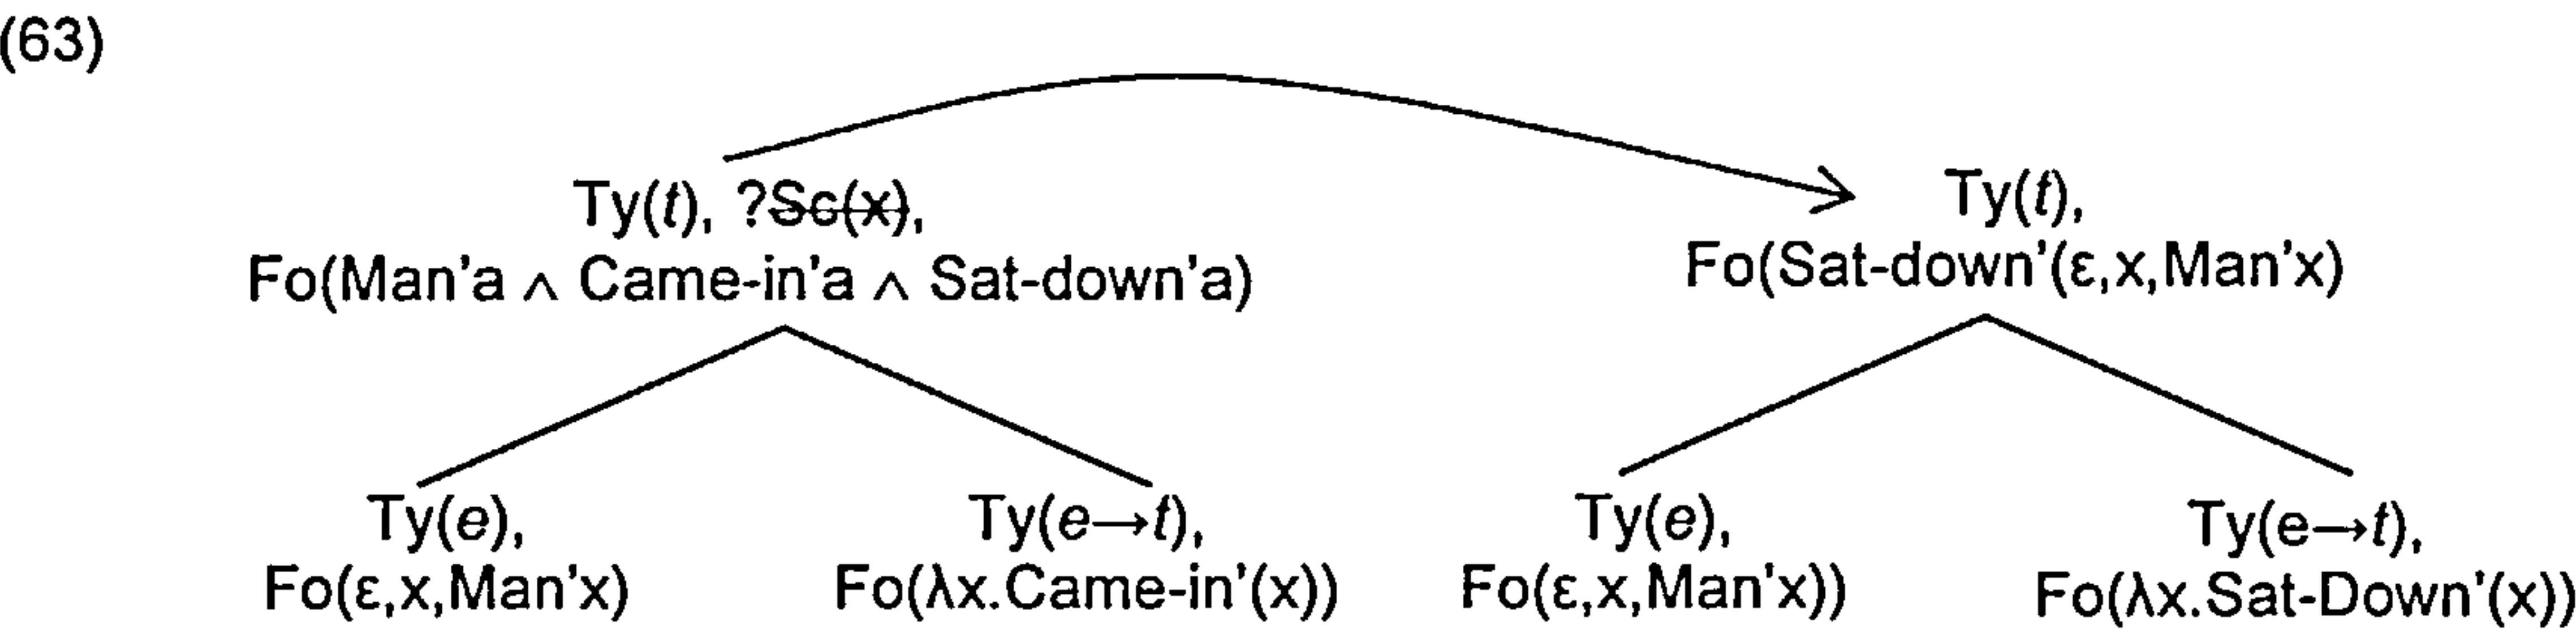 (63)
Ty(t), ?Sc(x), Ty(t),
Fo(Man'a ∧ Came-in'a ∧ Sat-down'a) Fo(Sat-down'(ε,x,Man'x)
Ty(e), Ty(e→t), Ty(e), Ty(e→t),
Fo(ε,x,Man'x) Fo(λx.Came-in'(x)) Fo(ε,x,Man'x)) Fo(λx.Sat-Down'(x))